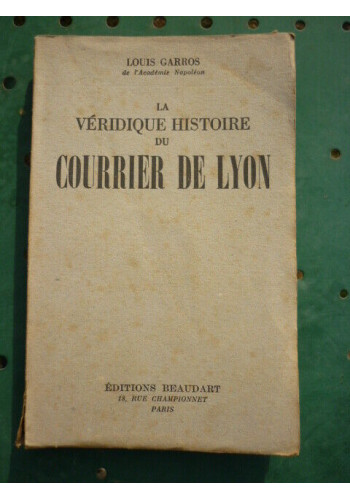 LOUIS GARROS
de l'Académie Napoléon
LA
VÉRIDIQUE HISTOIRE
DU
COURRIER DE LYON
ÉDITIONS BEAUDART
18, RUE CHAMPIONNET
PARIS